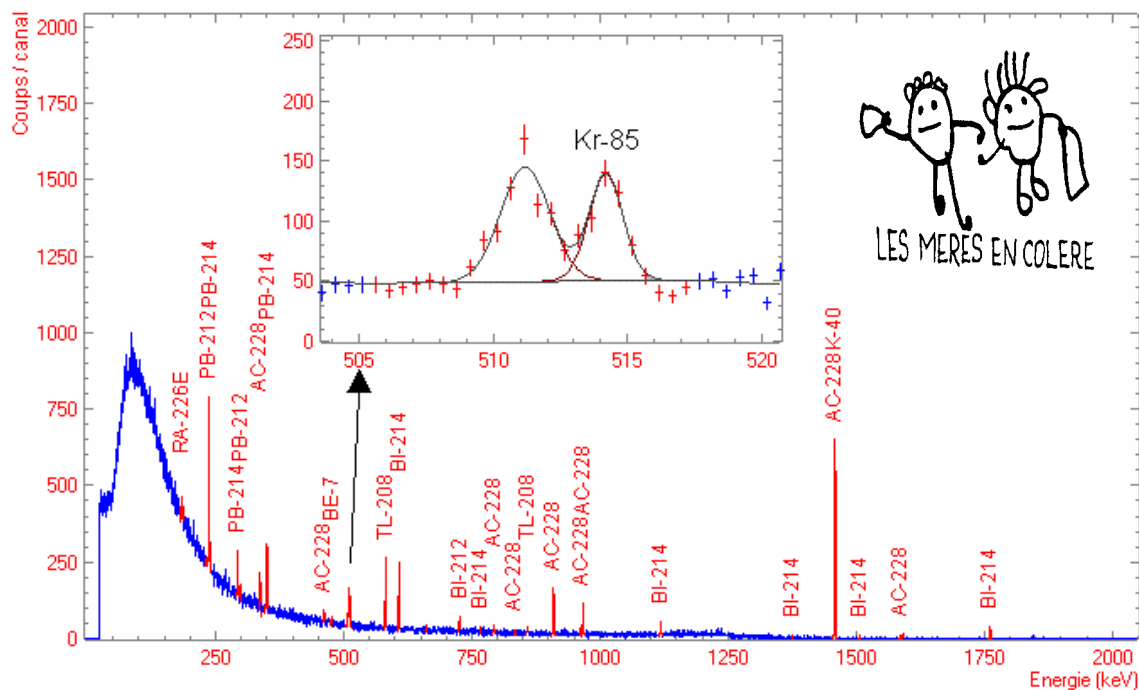 Coups / canal
2000
1750
1500
1250
1000
750
500
250
0
250
200
150
100
50
0
505
510
515
520
Kr-85
LES MERES EN COLERE
RA-226E
PB-212PB-214
PB-214PB-212
AC-228PB-214
AC-228BE-7
TL-208
BI-214
BI-212
BI-214
AC-228
AC-228
TL-208
AC-228
AC-228AC-228
BI-214
BI-214
AC-228K-40
BI-214
AC-228
BI-214
250
500
750
1000
1250
1500
1750
2000
Energie (keV)